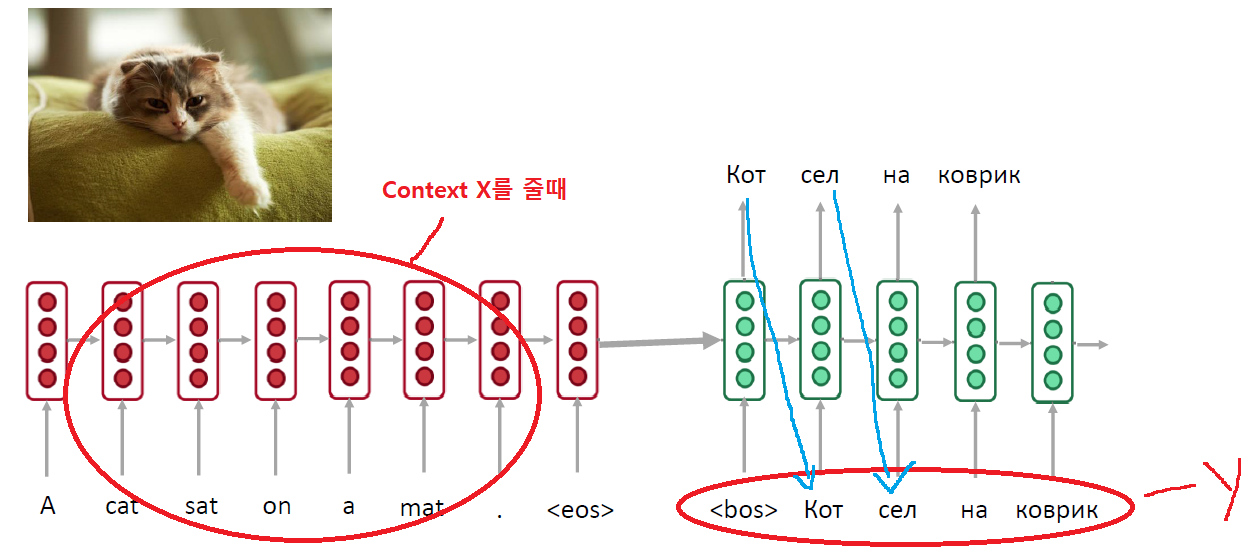 Context X를 줄때
Кот сел на коврик
A cat sat on a mat . <eos>
<bos> Кот сел на коврик
y